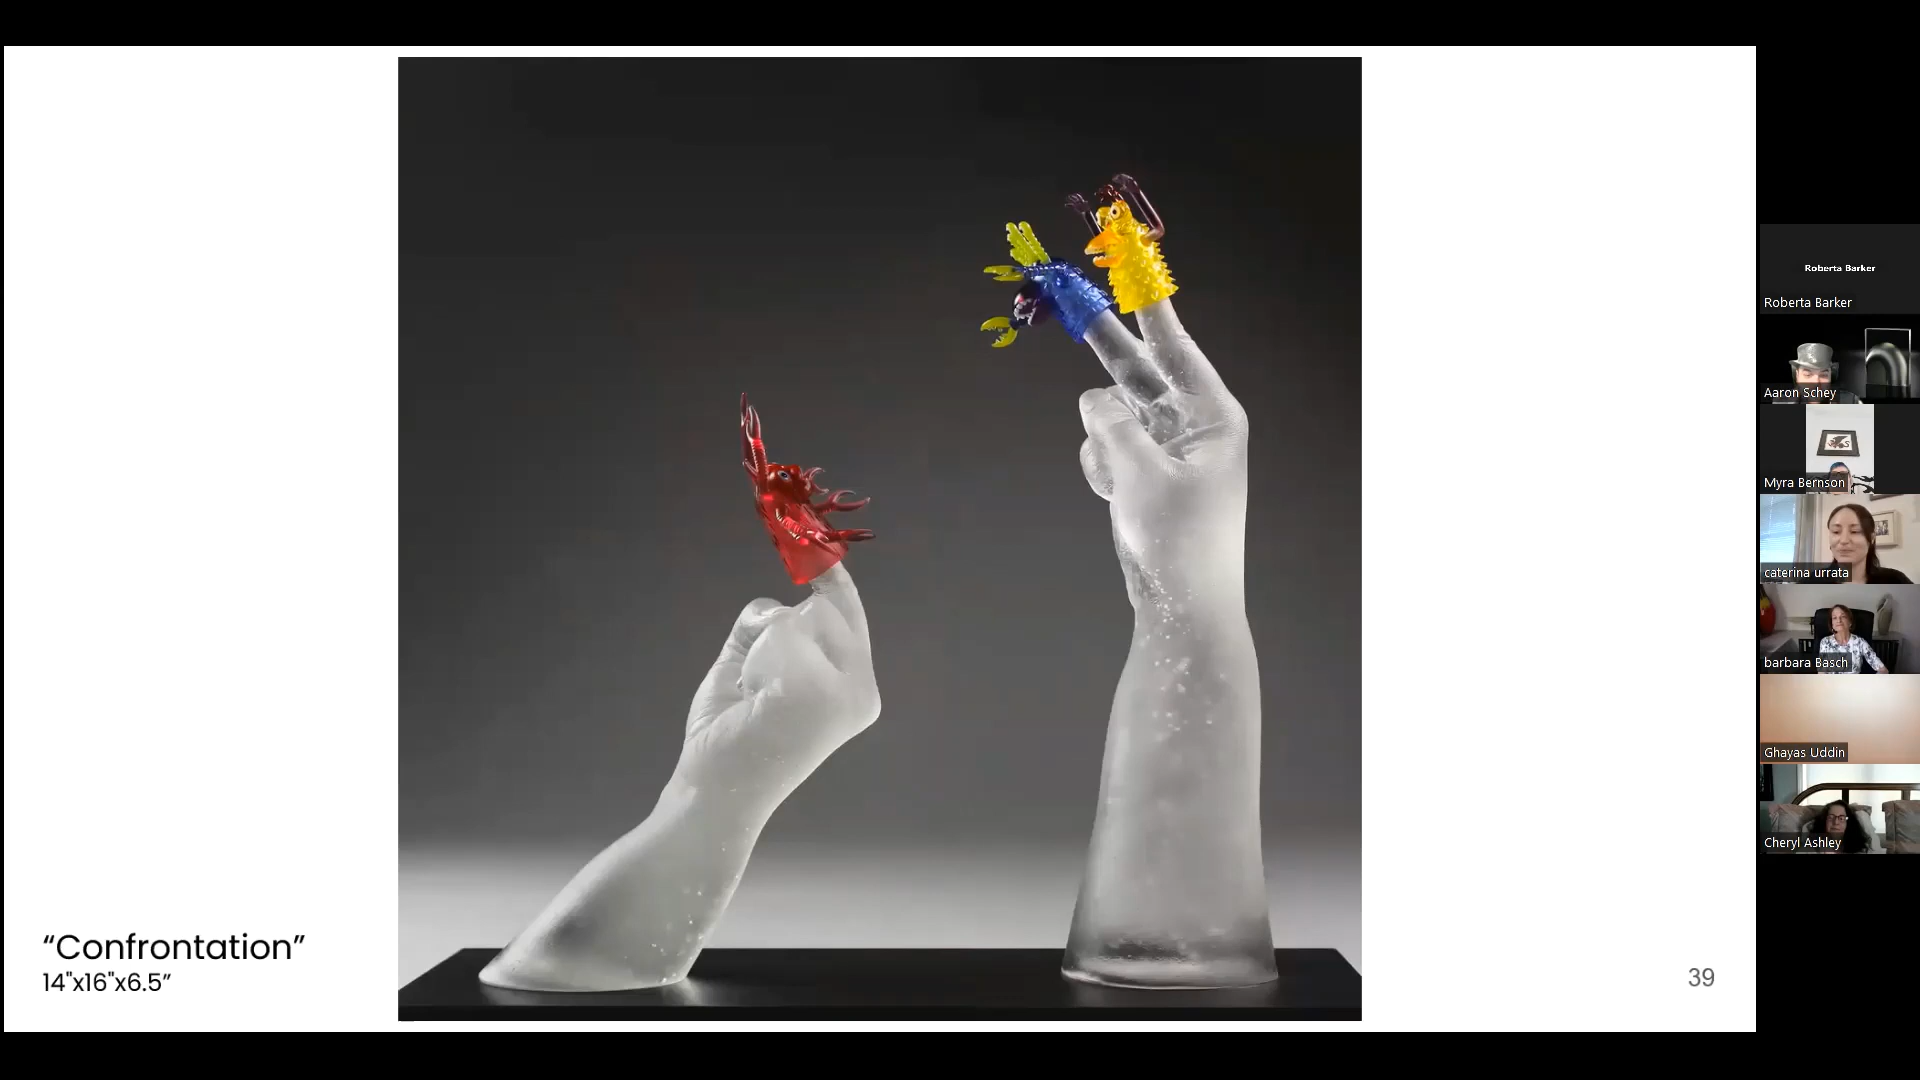 “Confrontation”
14"x16"x6.5”
39
Roberta Barker
Roberta Barker
Aaron Schey
Myra Bernson
caterina urrata
barbara Basch
Ghayas Uddin
Cheryl Ashley